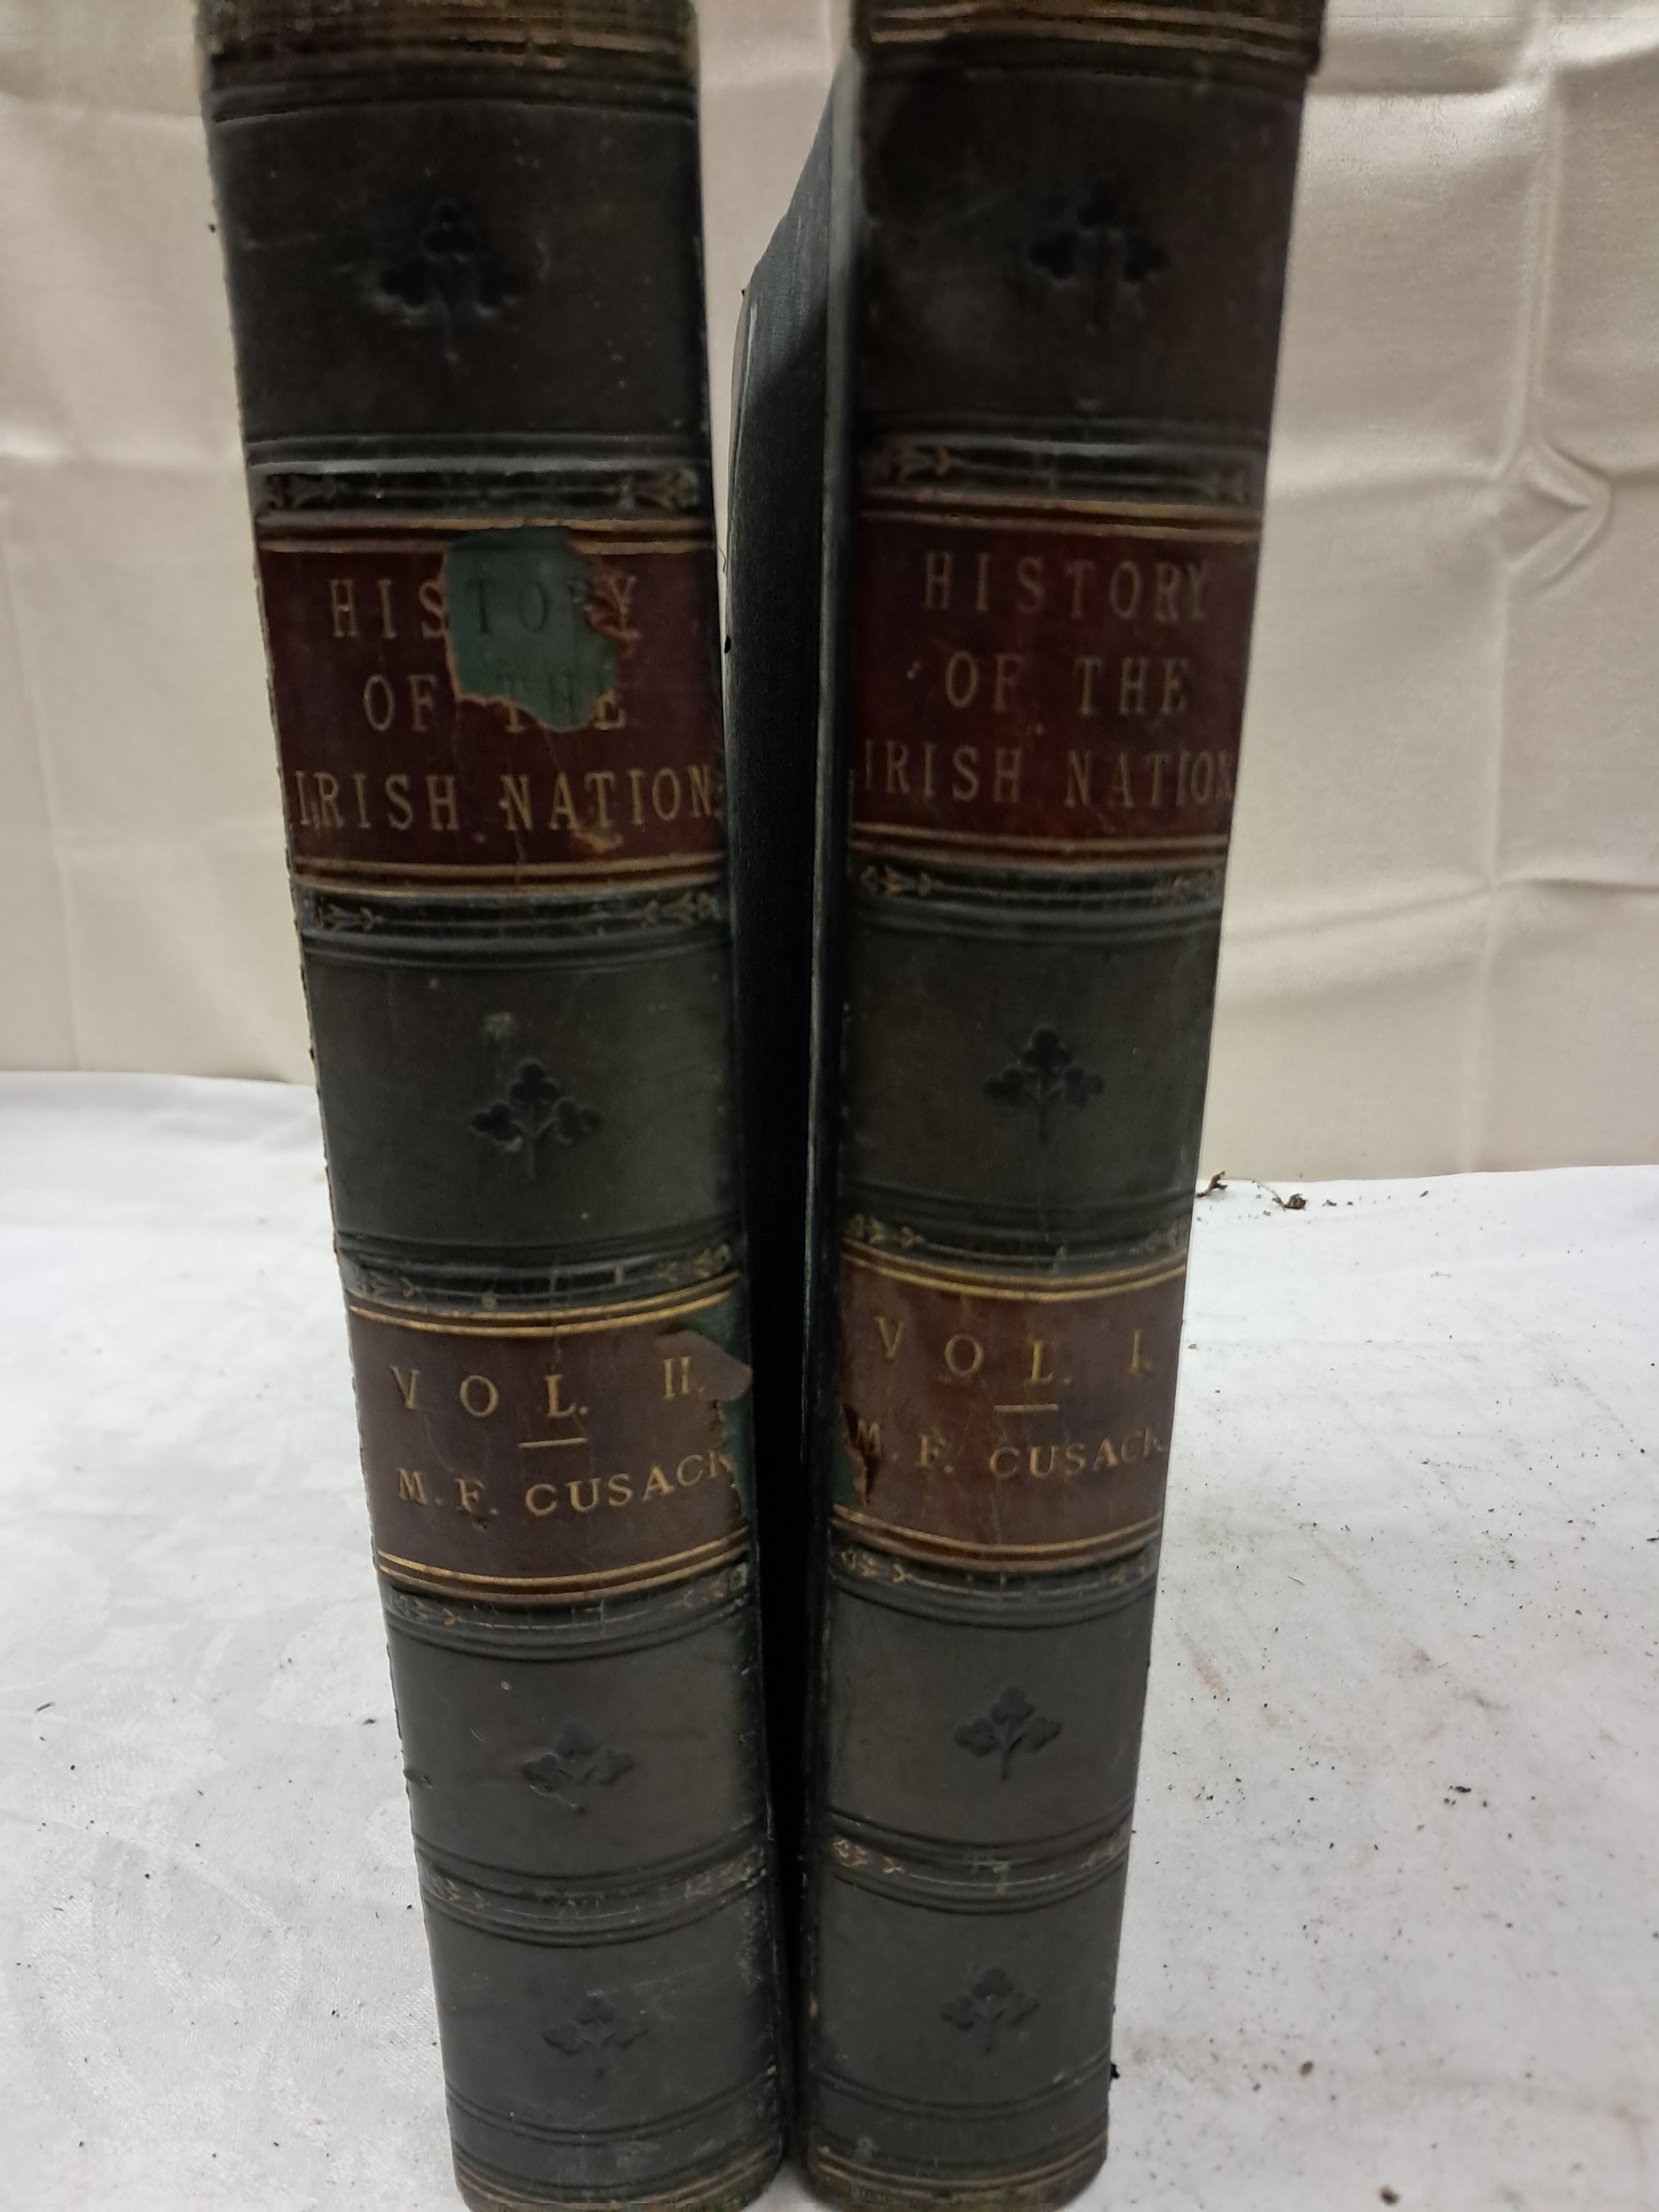 HISTORY
OF THE
IRISH NATION
VOL. II.
M. F. CUSACK
HISTORY
OF THE
IRISH NATION
VOL. I.
M. F. CUSACK